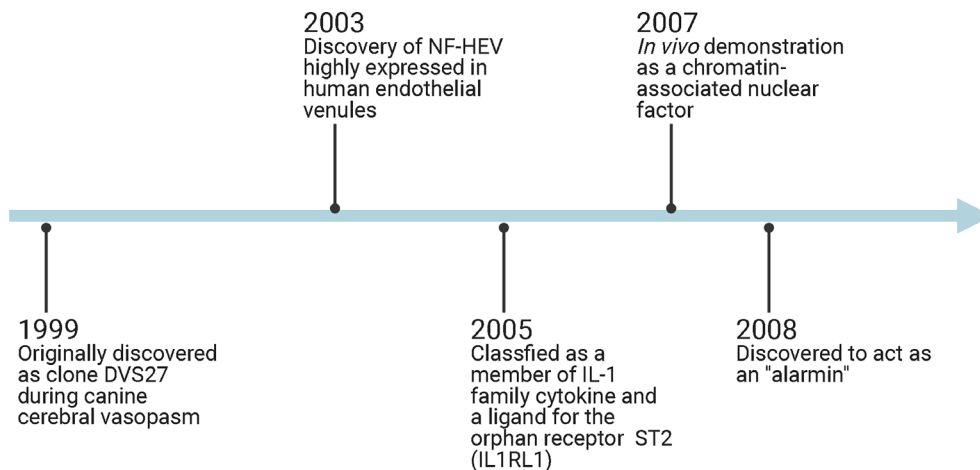 2003
Discovery of NF-HEV
highly expressed in
human endothelial
venules
2007
In vivo demonstration
as a chromatin-
associated nuclear
factor
1999
Originally discovered
as clone DVS27
during canine
cerebral vasopasm
2005
Classfied as a
member of IL-1
family cytokine and
a ligand for the
orphan receptor ST2
(IL1RL1)
2008
Discovered to act as
an "alarmin"